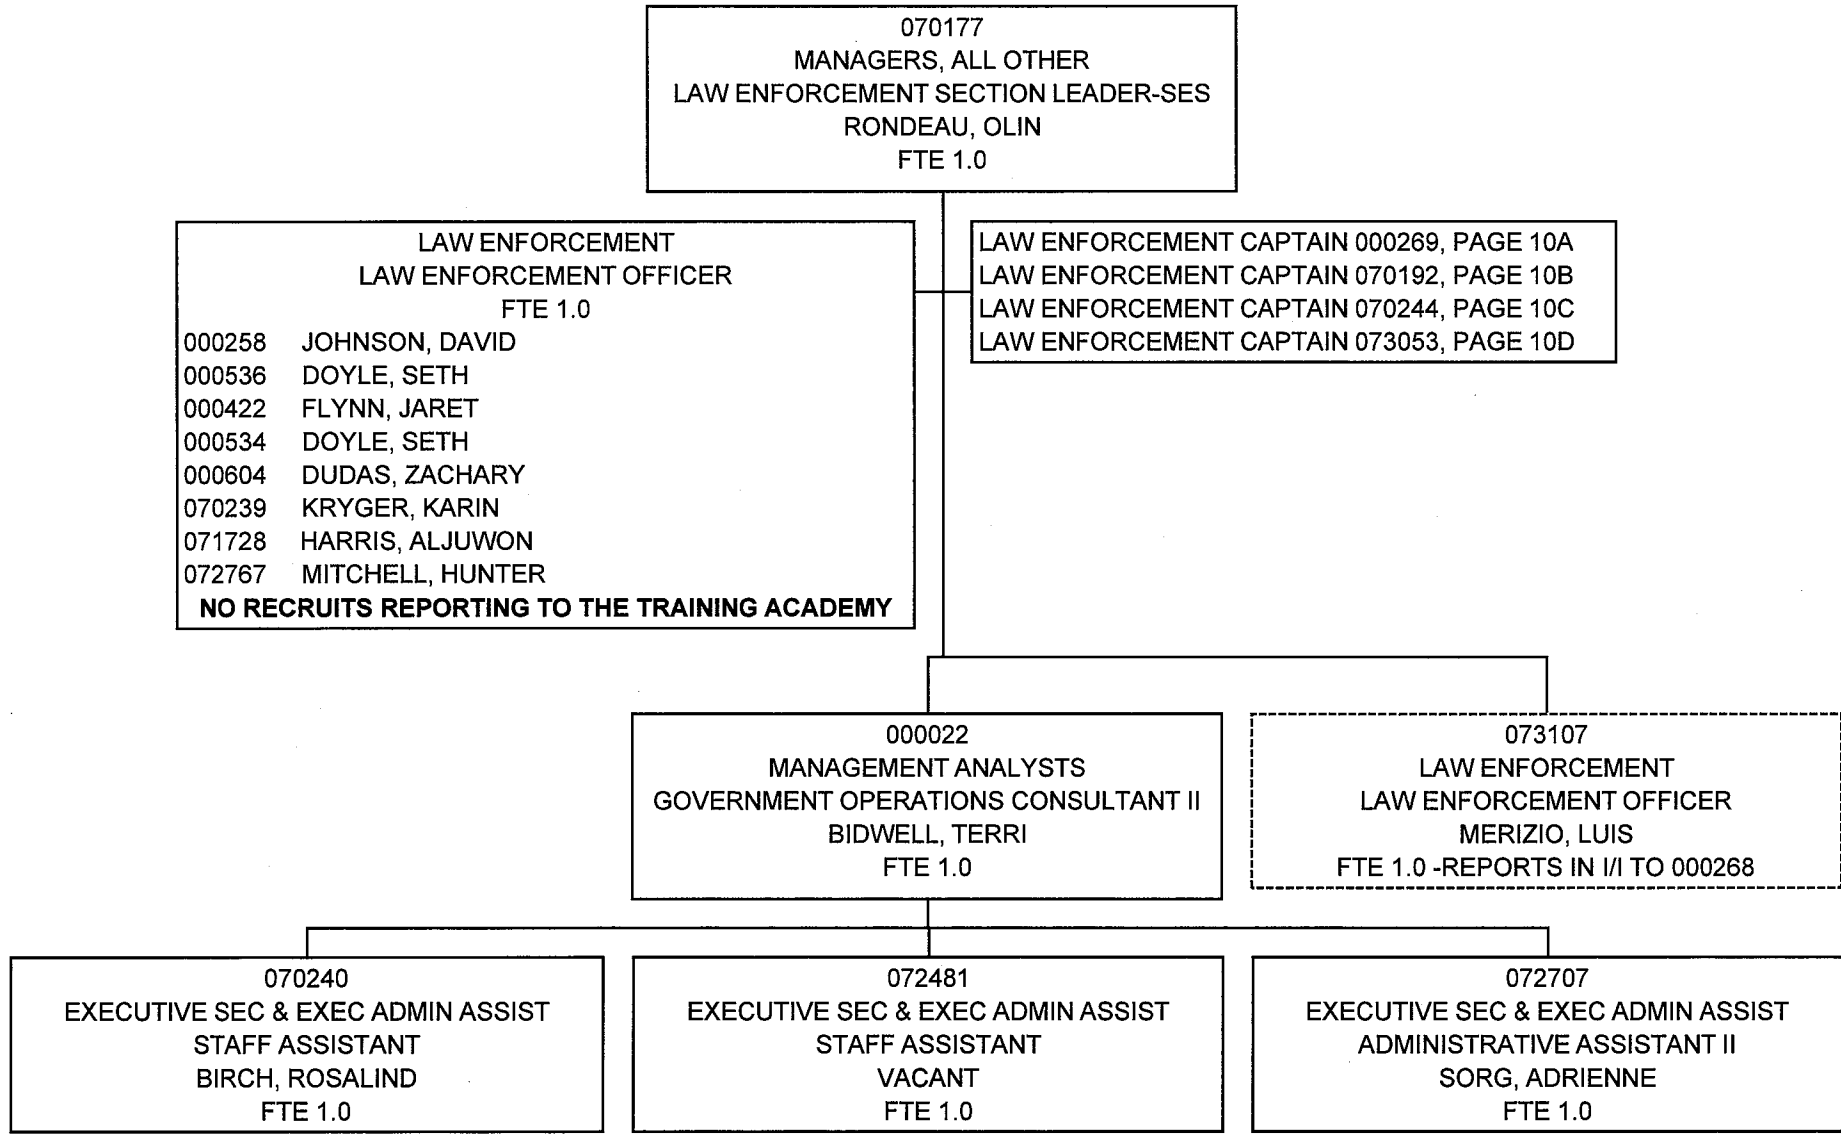 070177
MANAGERS, ALL OTHER
LAW ENFORCEMENT SECTION LEADER-SES
RONDEAU, OLIN
FTE 1.0
LAW ENFORCEMENT
LAW ENFORCEMENT OFFICER
FTE 1.0
000258 JOHNSON, DAVID
000536 DOYLE, SETH
000422 FLYNN, JARET
000534 DOYLE, SETH
000604 DUDAS, ZACHARY
070239 KRYGER, KARIN
071728 HARRIS, ALJUWON
072767 MITCHELL, HUNTER
NO RECRUITS REPORTING TO THE TRAINING ACADEMY
LAW ENFORCEMENT CAPTAIN 000269, PAGE 10A
LAW ENFORCEMENT CAPTAIN 070192, PAGE 10B
LAW ENFORCEMENT CAPTAIN 070244, PAGE 10C
LAW ENFORCEMENT CAPTAIN 073053, PAGE 10D
000022
MANAGEMENT ANALYSTS
GOVERNMENT OPERATIONS CONSULTANT II
BIDWELL, TERRI
FTE 1.0
073107
LAW ENFORCEMENT
LAW ENFORCEMENT OFFICER
MERIZIO, LUIS
FTE 1.0 -REPORTS IN I/I TO 000268
070240
EXECUTIVE SEC & EXEC ADMIN ASSIST
STAFF ASSISTANT
BIRCH, ROSALIND
FTE 1.0
072481
EXECUTIVE SEC & EXEC ADMIN ASSIST
STAFF ASSISTANT
VACANT
FTE 1.0
072707
EXECUTIVE SEC & EXEC ADMIN ASSIST
ADMINISTRATIVE ASSISTANT II
SORG, ADRIENNE
FTE 1.0